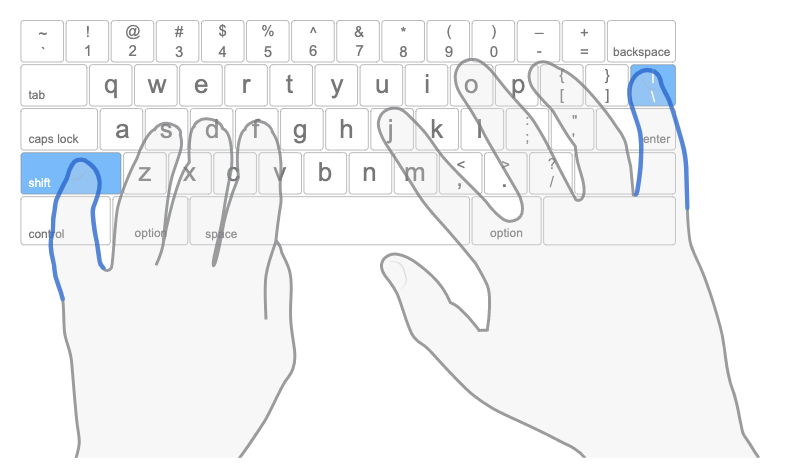 ~ ! @ # $ % ^ & * ( ) – +
` 1 2 3 4 5 6 7 8 9 0 - = backspace
tab q w e r t y u i o p { [ } ] | \
caps lock a s d f g h j k l : ; " ' enter
shift z x c v b n m < , > . ? /
control option space option